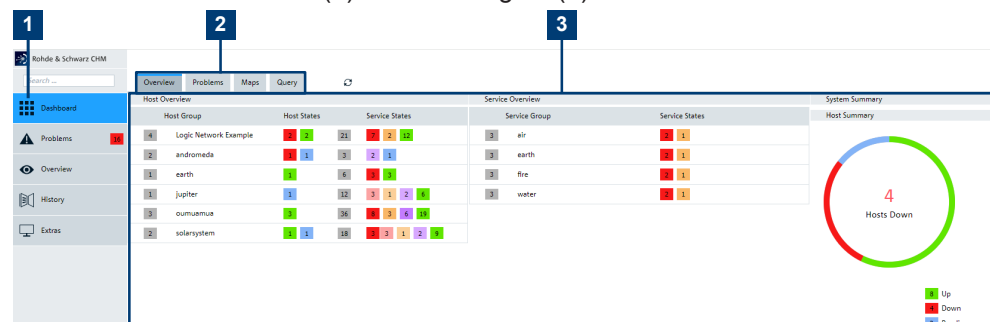 1 2 3
Rohde & Schwarz CHM
Search ...
Overview Problems Maps Query
Dashboard
Problems 16
Overview
History
Extras
Host Overview
Host Group Host States Service States
4 Logic Network Example 2 2 21 7 2 12
2 andromeda 1 1 3 2 1
1 earth 1 6 3 3
1 jupiter 1 12 3 1 2 6
3 oumuamua 3 36 8 3 6 19
2 solarsystem 1 1 18 3 3 1 2 9
Service Overview
Service Group Service States
3 air 2 1
3 earth 2 1
3 fire 2 1
3 water 2 1
System Summary
Host Summary
4
Hosts Down
8 Up
4 Down